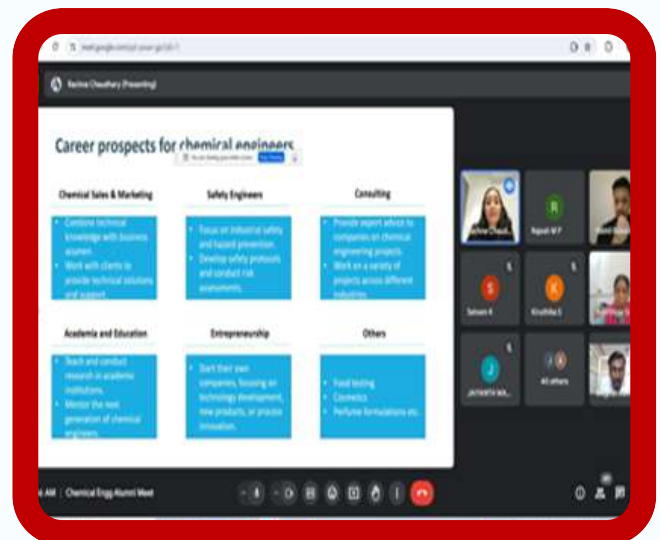 (Presenting)
Career prospects for chemical engineers
Chemical Sales & Marketing
• Combine technical
knowledge with business
acumen.
• Work with clients to
provide technical solutions
and support.
Safety Engineers
• Focus on industrial safety
and hazard prevention.
• Develop safety protocols
and conduct risk
assessments.
Consulting
• Provide expert advice to
companies on chemical
engineering projects.
• Work on a variety of
projects across different
industries.
Academia and Education
• Teach and conduct
research in academic
institutions.
• Mentor the next
generation of chemical
engineers.
Entrepreneurship
• Start their own
companies, focusing on
technology development,
new products, or process
innovation.
Others
• Food testing
• Cosmetics
• Perfume formulations etc.
R
Rajesh M P
S
K
Kiruthika S
J
AM | Chemical Engg Alumni Meet